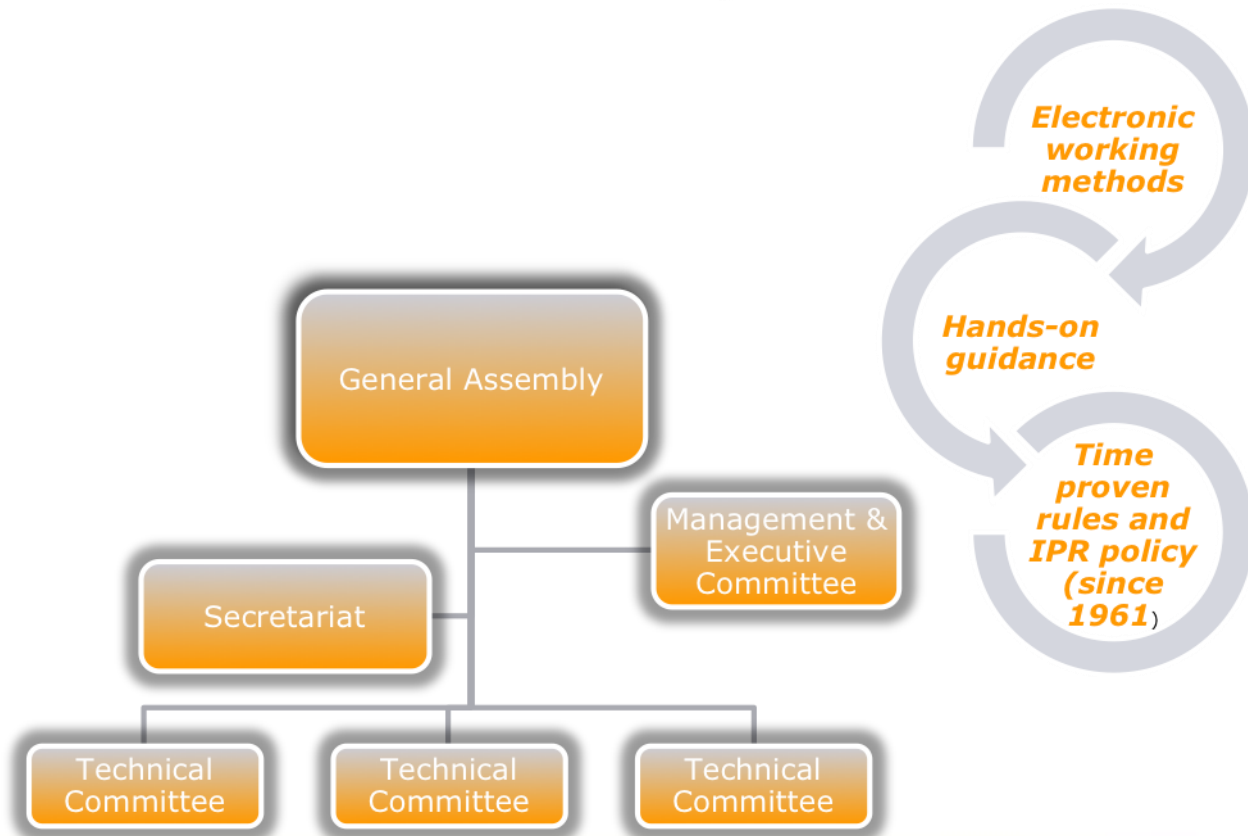 Electronic
working
methods
Hands-on
guidance
Time
proven
rules and
IPR policy
(since
1961)
General Assembly
Management &
Executive
Committee
Secretariat
Technical
Committee
Technical
Committee
Technical
Committee